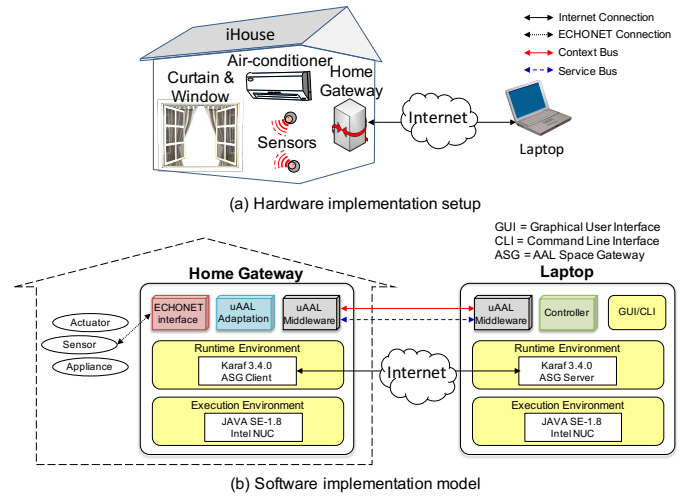 iHouse
Air-conditioner
Curtain &
Window
Home
Gateway
Sensors
Internet
Laptop
Internet Connection
ECHONET Connection
Context Bus
Service Bus
(a) Hardware implementation setup
GUI = Graphical User Interface
CLI = Command Line Interface
ASG = AAL Space Gateway
Home Gateway
Laptop
Actuator
Sensor
Appliance
ECHONET
interface
uAAL
Adaptation
uAAL
Middleware
uAAL
Middleware
Controller
GUI/CLI
Runtime Environment
Karaf 3.4.0
ASG Client
Internet
Runtime Environment
Karaf 3.4.0
ASG Server
Execution Environment
JAVA SE-1.8
Intel NUC
Execution Environment
JAVA SE-1.8
Intel NUC
(b) Software implementation model